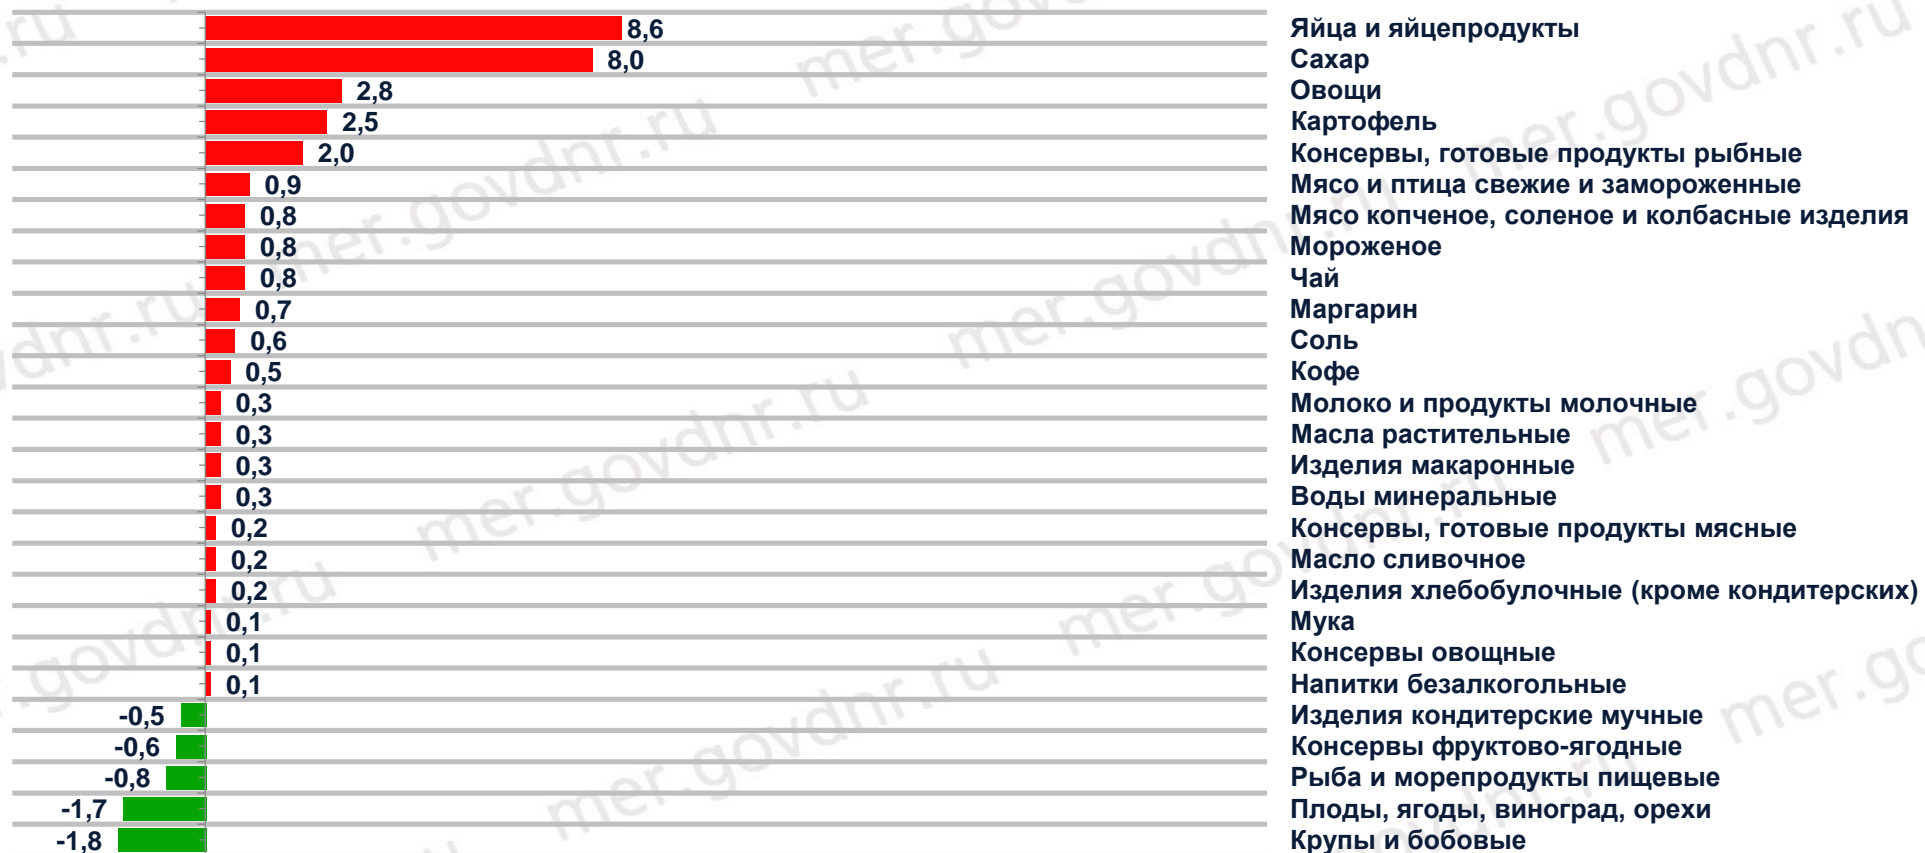 8,6 Яйца и яйцепродукты
8,0 Сахар
2,8 Овощи
2,5 Картофель
2,0 Консервы, готовые продукты рыбные
0,9 Мясо и птица свежие и замороженные
0,8 Мясо копченое, соленое и колбасные изделия
0,8 Мороженое
0,8 Чай
0,7 Маргарин
0,6 Соль
0,5 Кофе
0,3 Молоко и продукты молочные
0,3 Масла растительные
0,3 Изделия макаронные
0,3 Воды минеральные
0,2 Консервы, готовые продукты мясные
0,2 Масло сливочное
0,2 Изделия хлебобулочные (кроме кондитерских)
0,1 Мука
0,1 Консервы овощные
0,1 Напитки безалкогольные
-0,5 Изделия кондитерские мучные
-0,6 Консервы фруктово-ягодные
-0,8 Рыба и морепродукты пищевые
-1,7 Плоды, ягоды, виноград, орехи
-1,8 Крупы и бобовые
mer.govdnr.ru